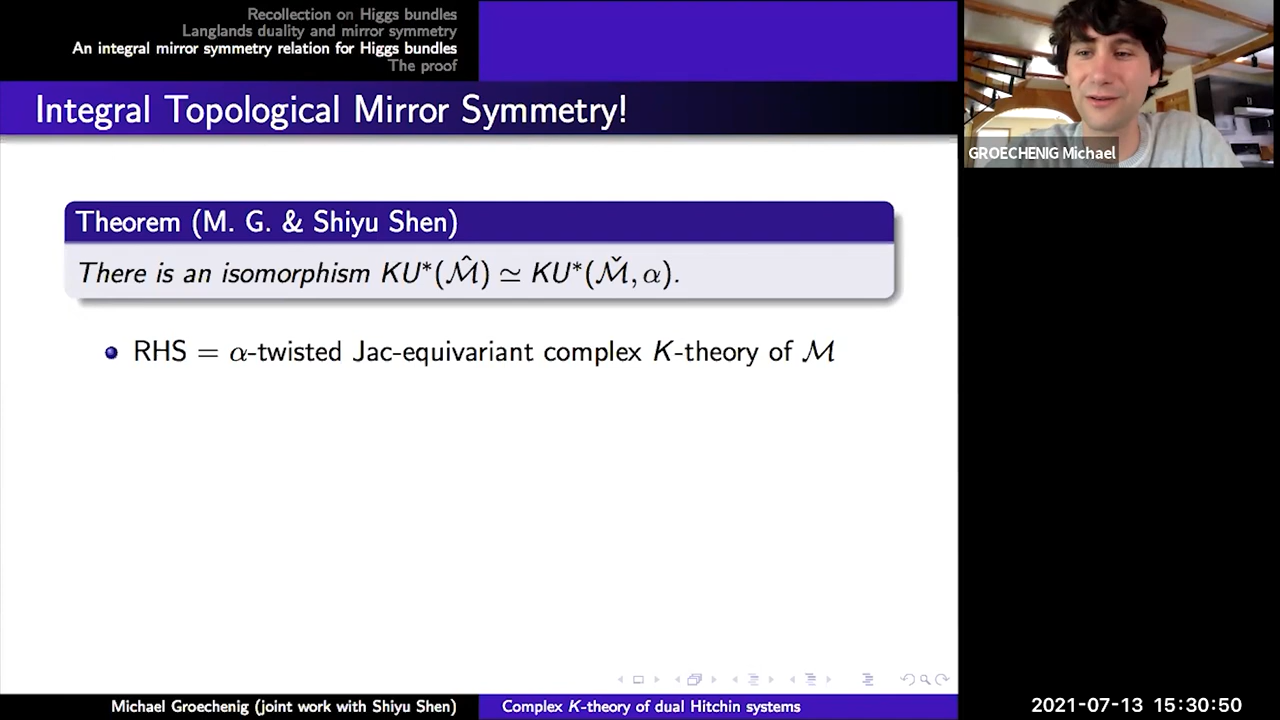 Recollection on Higgs bundles
Langlands duality and mirror symmetry
An integral mirror symmetry relation for Higgs bundles
The proof
Integral Topological Mirror Symmetry!
Theorem (M. G. & Shiyu Shen)
There is an isomorphism KU*(ℳ̂) ≃ KU*(ℳ̌, α).
RHS = α-twisted Jac-equivariant complex K-theory of ℳ
Michael Groechenig (joint work with Shiyu Shen)
Complex K-theory of dual Hitchin systems
GROECHENIG Michael
2021-07-13 15:30:50